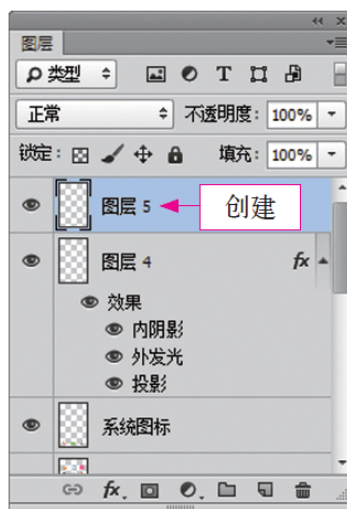 图层
类型
T
正常 不透明度: 100%
锁定: 填充: 100%
图层 5 创建
图层 4 fx
效果
内阴影
外发光
投影
系统图标
fx